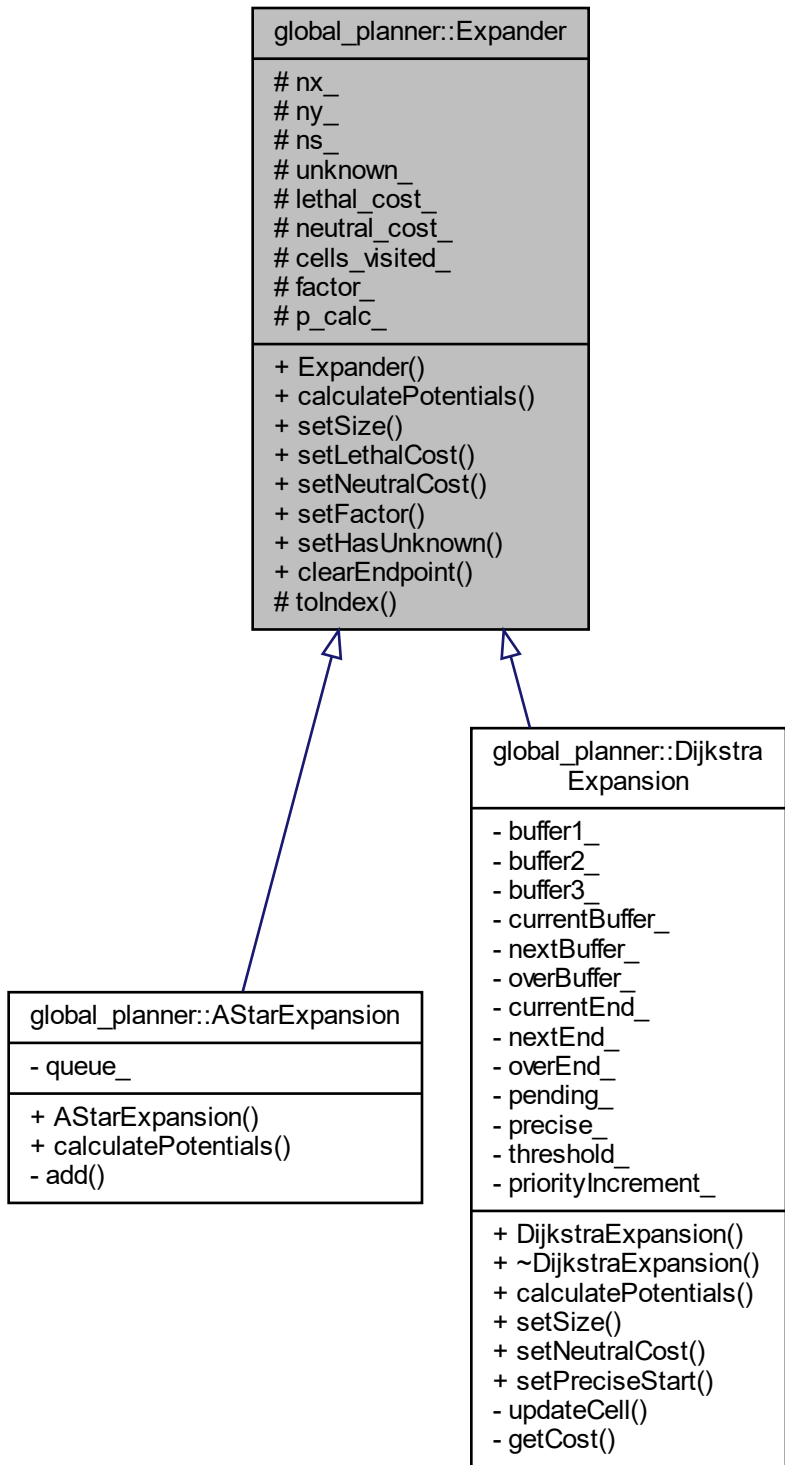 global_planner::Expander
# nx_
# ny_
# ns_
# unknown_
# lethal_cost_
# neutral_cost_
# cells_visited_
# factor_
# p_calc_
+ Expander()
+ calculatePotentials()
+ setSize()
+ setLethalCost()
+ setNeutralCost()
+ setFactor()
+ setHasUnknown()
+ clearEndpoint()
# toIndex()
global_planner::AStarExpansion
- queue_
+ AStarExpansion()
+ calculatePotentials()
- add()
global_planner::Dijkstra
Expansion
- buffer1_
- buffer2_
- buffer3_
- currentBuffer_
- nextBuffer_
- overBuffer_
- currentEnd_
- nextEnd_
- overEnd_
- pending_
- precise_
- threshold_
- priorityIncrement_
+ DijkstraExpansion()
+ ~DijkstraExpansion()
+ calculatePotentials()
+ setSize()
+ setNeutralCost()
+ setPreciseStart()
- updateCell()
- getCost()